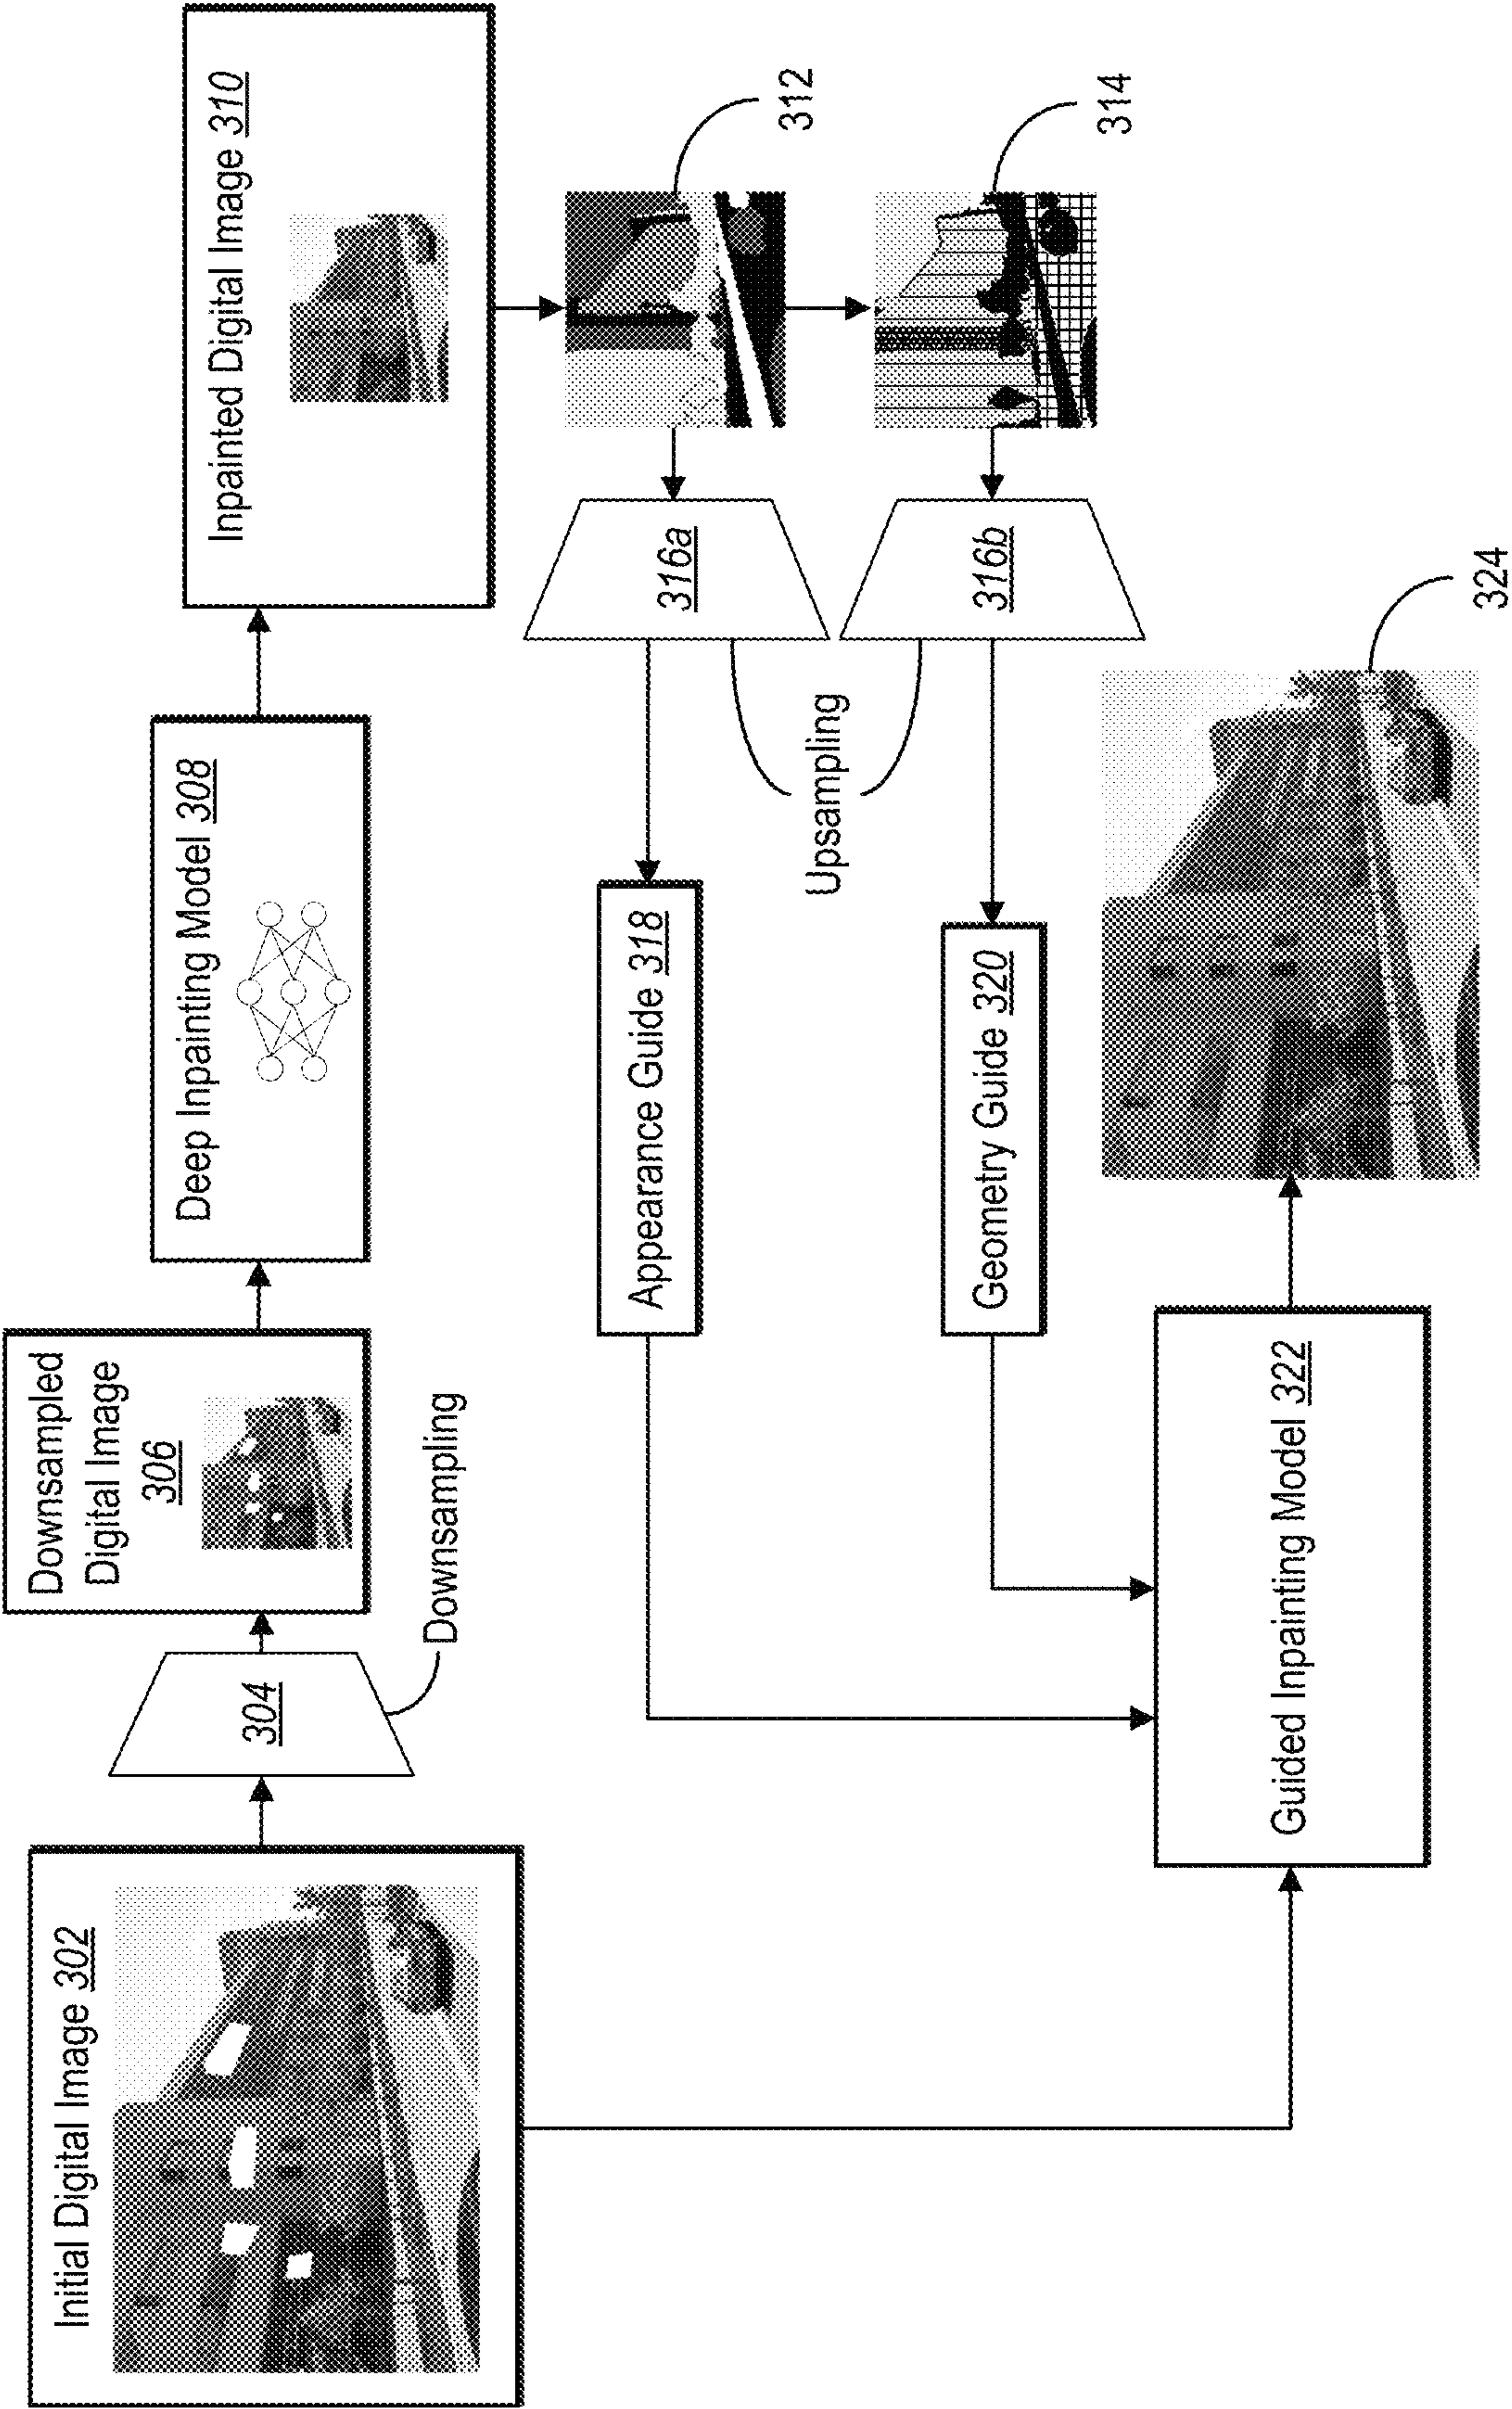 Initial Digital Image 302
304
Downsampling
Downsampled
Digital Image
306
Deep Inpainting Model 308
Inpainted Digital Image 310
312
314
316a
316b
Upsampling
Appearance Guide 318
Geometry Guide 320
Guided Inpainting Model 322
324